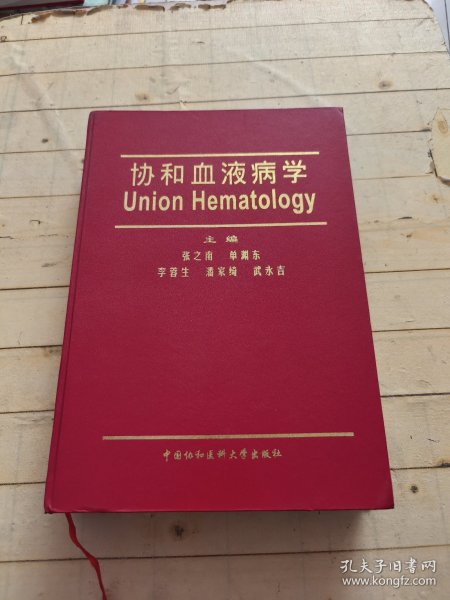 协和血液病学
Union Hematology
主编
张之南 单渊东
李蓉生 潘家绮 武永吉
中国协和医科大学出版社
孔夫子旧书网
www.kongfz.com